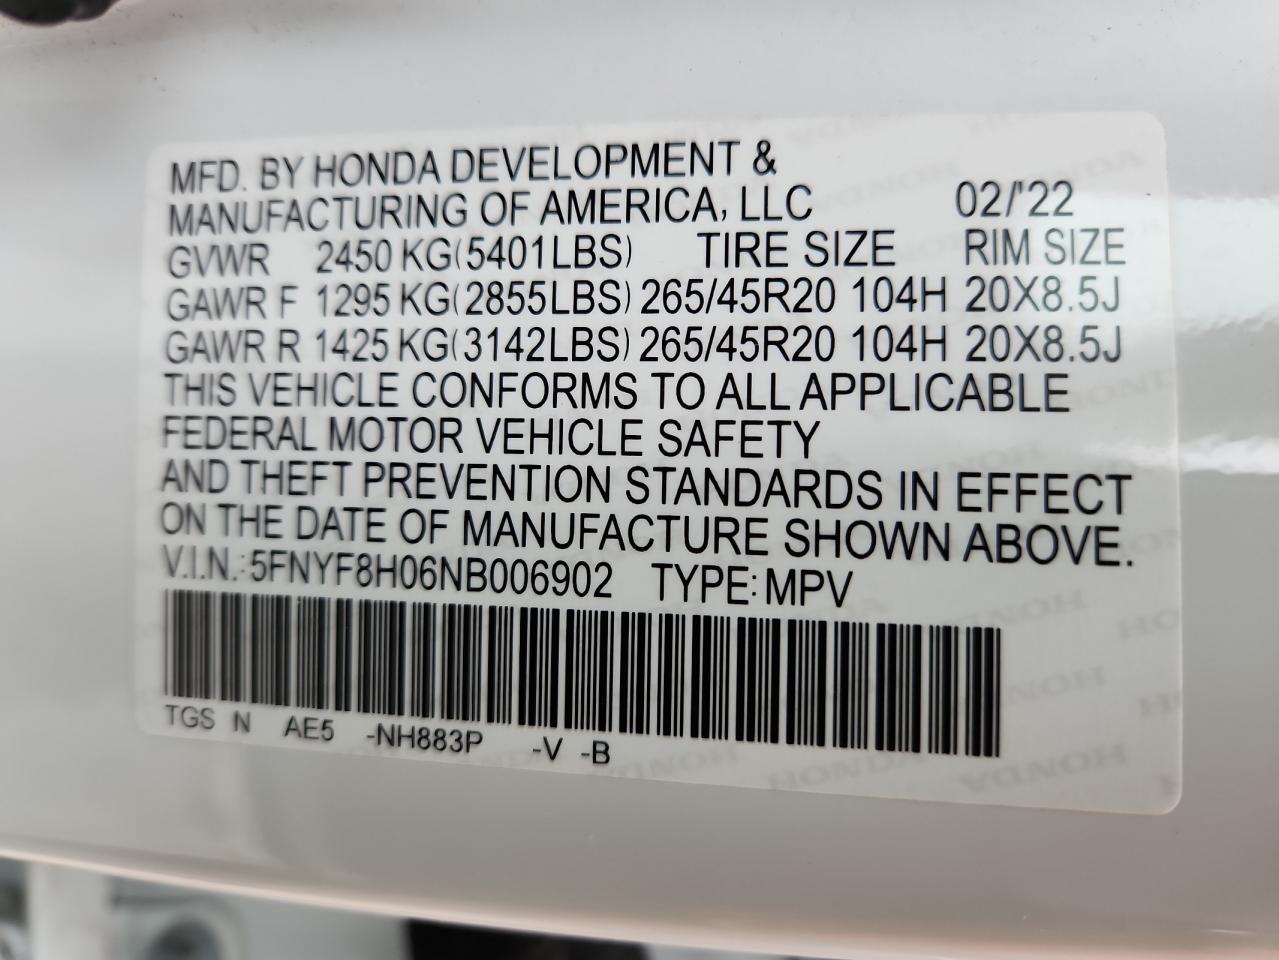 MFD. BY HONDA DEVELOPMENT &
MANUFACTURING OF AMERICA, LLC 02/'22
GVWR 2450 KG(5401LBS) TIRE SIZE RIM SIZE
GAWR F 1295 KG(2855LBS) 265/45R20 104H 20X8.5J
GAWR R 1425 KG(3142LBS) 265/45R20 104H 20X8.5J
THIS VEHICLE CONFORMS TO ALL APPLICABLE
FEDERAL MOTOR VEHICLE SAFETY
AND THEFT PREVENTION STANDARDS IN EFFECT
ON THE DATE OF MANUFACTURE SHOWN ABOVE.
V.I.N.: 5FNYF8H06NB006902 TYPE: MPV
TGS N AE5 -NH883P -V -B